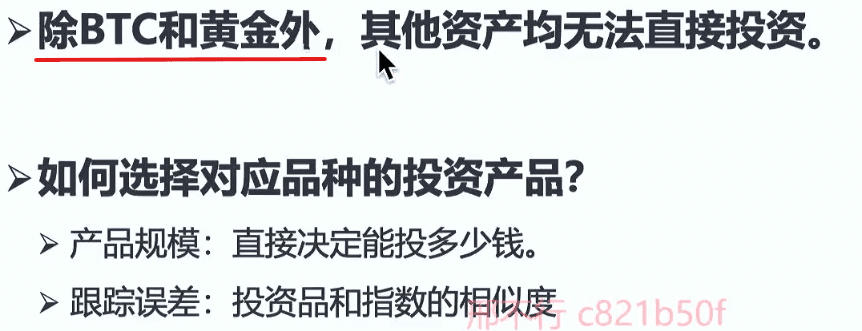 ➢除BTC和黄金外，其他资产均无法直接投资。
➢如何选择对应品种的投资产品？
➢ 产品规模：直接决定能投多少钱。
➢ 跟踪误差：投资品和指数的相似度
邢不行 c821b50f